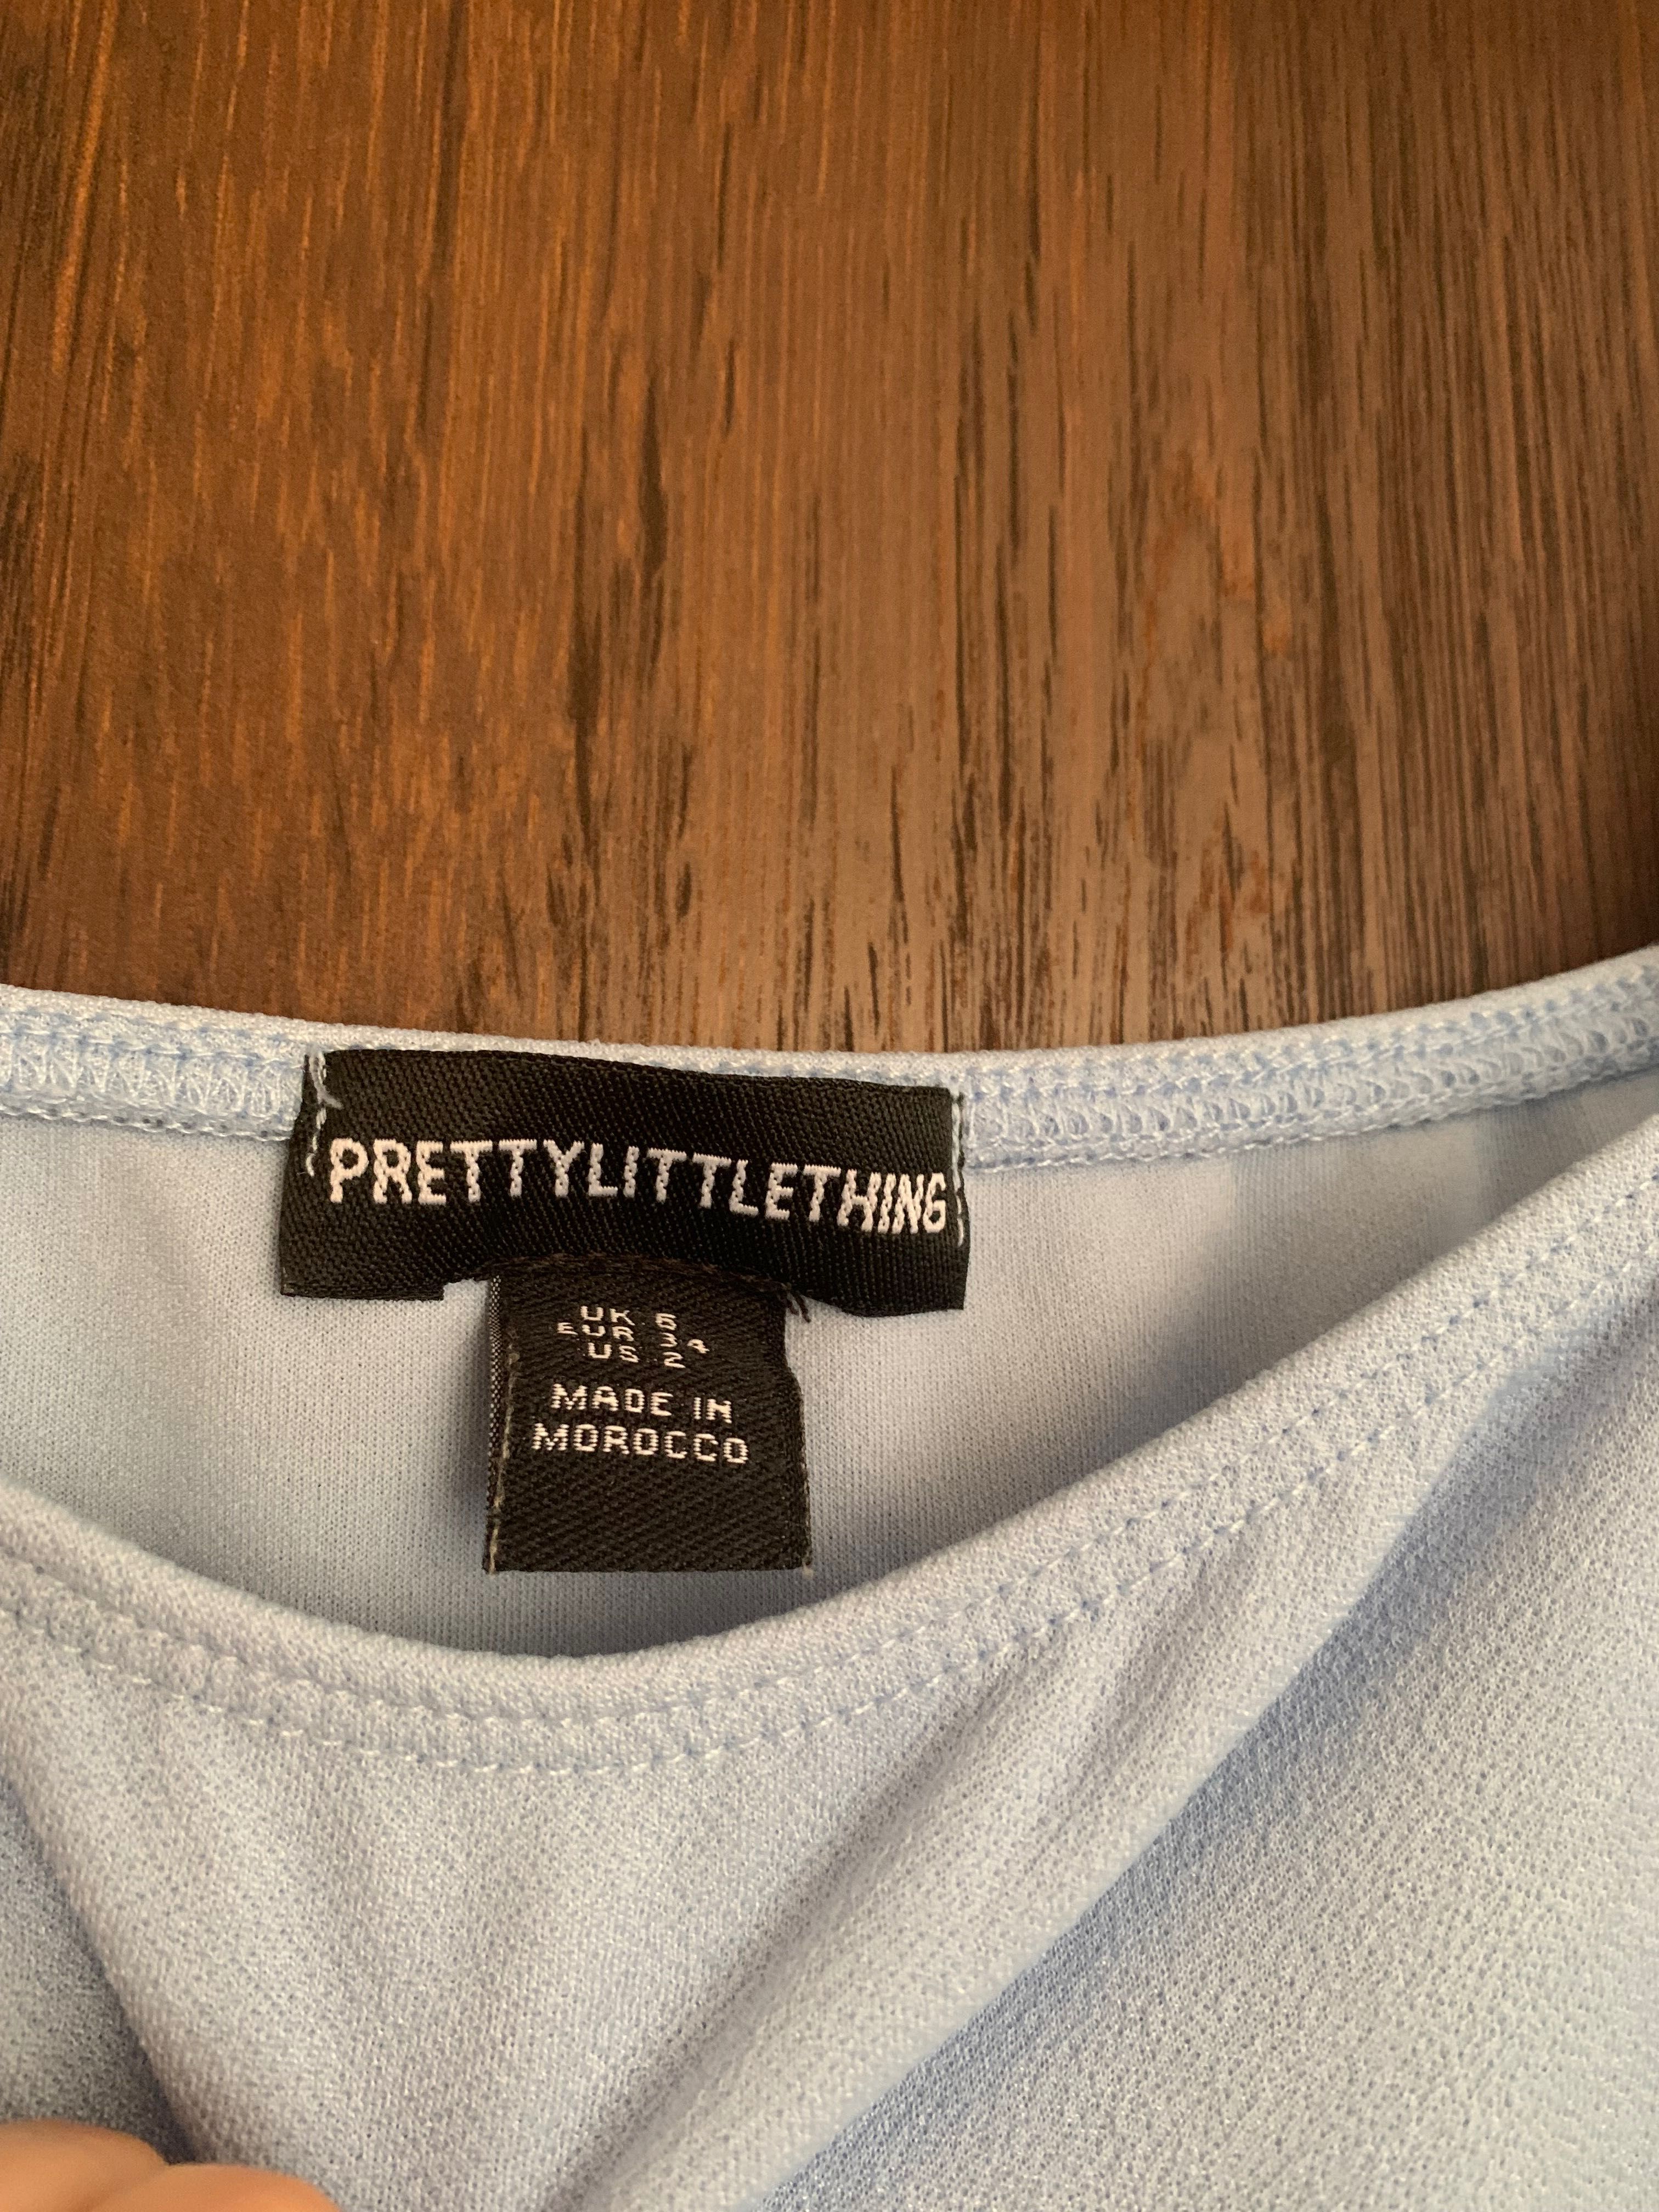 PRETTYLITTLETHING
UK 6
EUR 34
US 2
MADE IN
MOROCCO